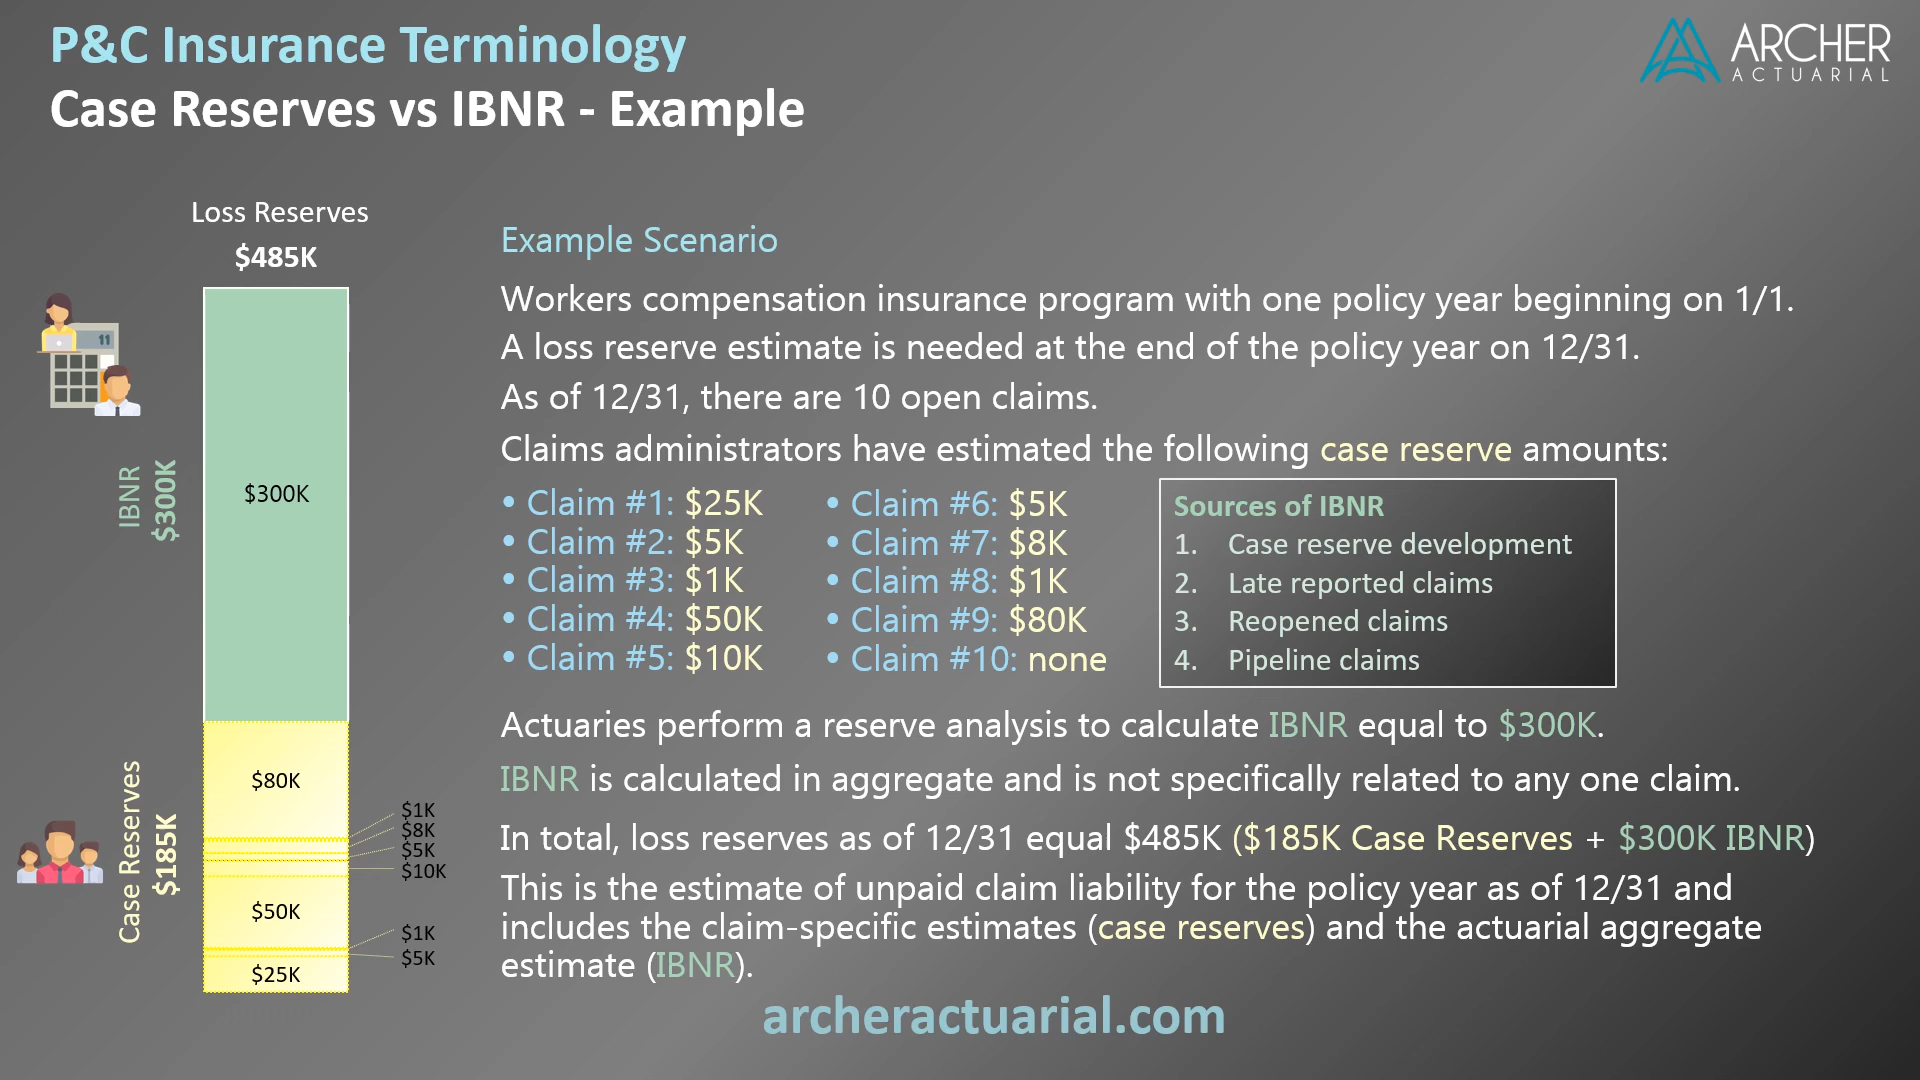 P&C Insurance Terminology
Case Reserves vs IBNR - Example
ARCHER
ACTUARIAL
Loss Reserves
$485K
11
IBNR
$300K
$300K
Case Reserves
$185K
$80K
$1K
$8K
$5K
$10K
$50K
$1K
$5K
$25K
Example Scenario
Workers compensation insurance program with one policy year beginning on 1/1.
A loss reserve estimate is needed at the end of the policy year on 12/31.
As of 12/31, there are 10 open claims.
Claims administrators have estimated the following case reserve amounts:
• Claim #1: $25K
• Claim #2: $5K
• Claim #3: $1K
• Claim #4: $50K
• Claim #5: $10K
• Claim #6: $5K
• Claim #7: $8K
• Claim #8: $1K
• Claim #9: $80K
• Claim #10: none
Sources of IBNR
1. Case reserve development
2. Late reported claims
3. Reopened claims
4. Pipeline claims
Actuaries perform a reserve analysis to calculate IBNR equal to $300K.
IBNR is calculated in aggregate and is not specifically related to any one claim.
In total, loss reserves as of 12/31 equal $485K ($185K Case Reserves + $300K IBNR)
This is the estimate of unpaid claim liability for the policy year as of 12/31 and
includes the claim-specific estimates (case reserves) and the actuarial aggregate
estimate (IBNR).
archeractuarial.com